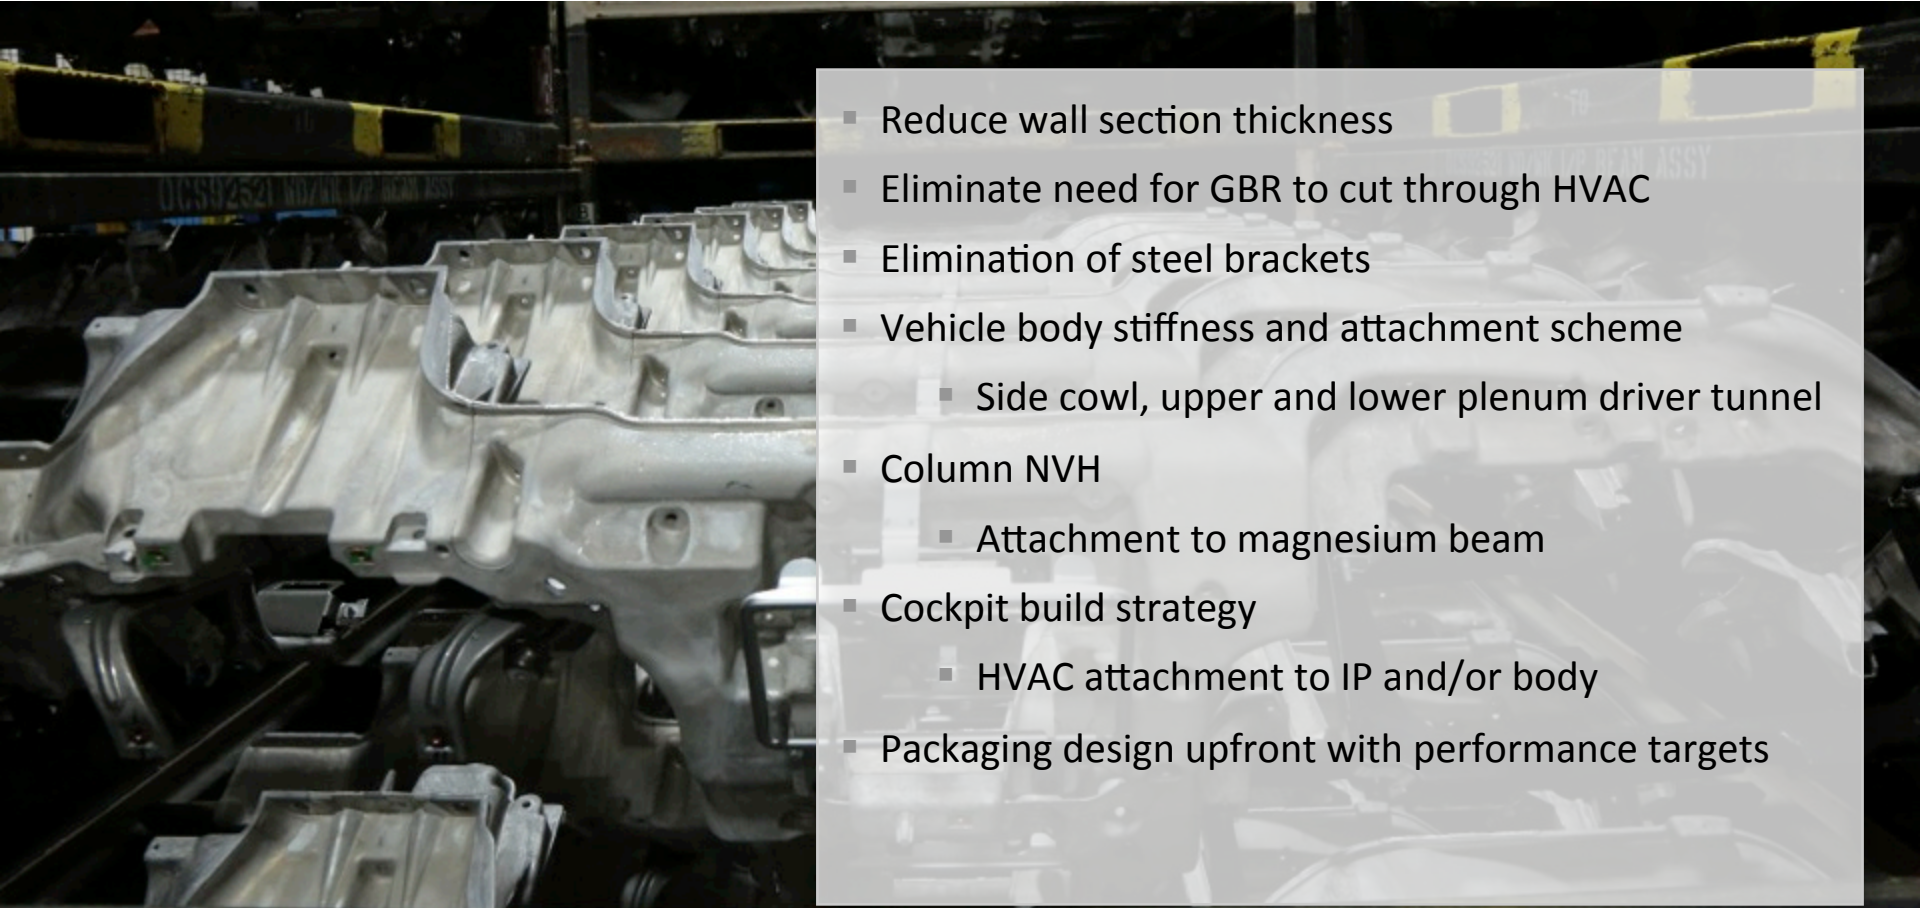 Reduce wall section thickness
Eliminate need for GBR to cut through HVAC
Elimination of steel brackets
Vehicle body stiffness and attachment scheme
Side cowl, upper and lower plenum driver tunnel
Column NVH
Attachment to magnesium beam
Cockpit build strategy
HVAC attachment to IP and/or body
Packaging design upfront with performance targets
BEAM ASSY